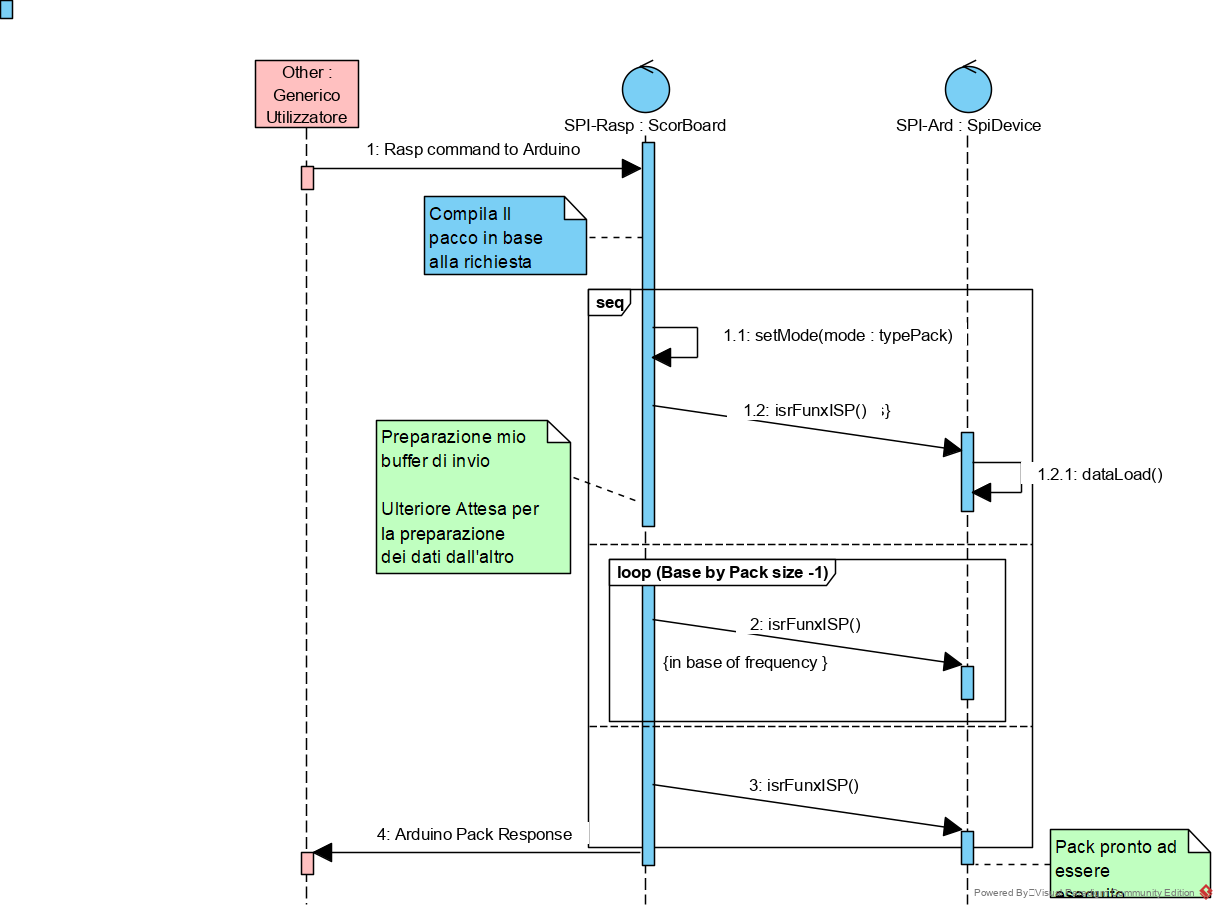 Other :
Generico
Utilizzatore
SPI-Rasp : ScorBoard
SPI-Ard : SpiDevice
1: Rasp command to Arduino
Compila Il
pacco in base
alla richiesta
seq
1.1: setMode(mode : typePack)
1.2: isrFunxISP() s}
Preparazione mio
buffer di invio
Ulteriore Attesa per
la preparazione
dei dati dall'altro
1.2.1: dataLoad()
loop (Base by Pack size -1)
2: isrFunxISP()
{in base of frequency }
3: isrFunxISP()
4: Arduino Pack Response
Pack pronto ad
essere
Powered By Visual Paradigm Community Edition